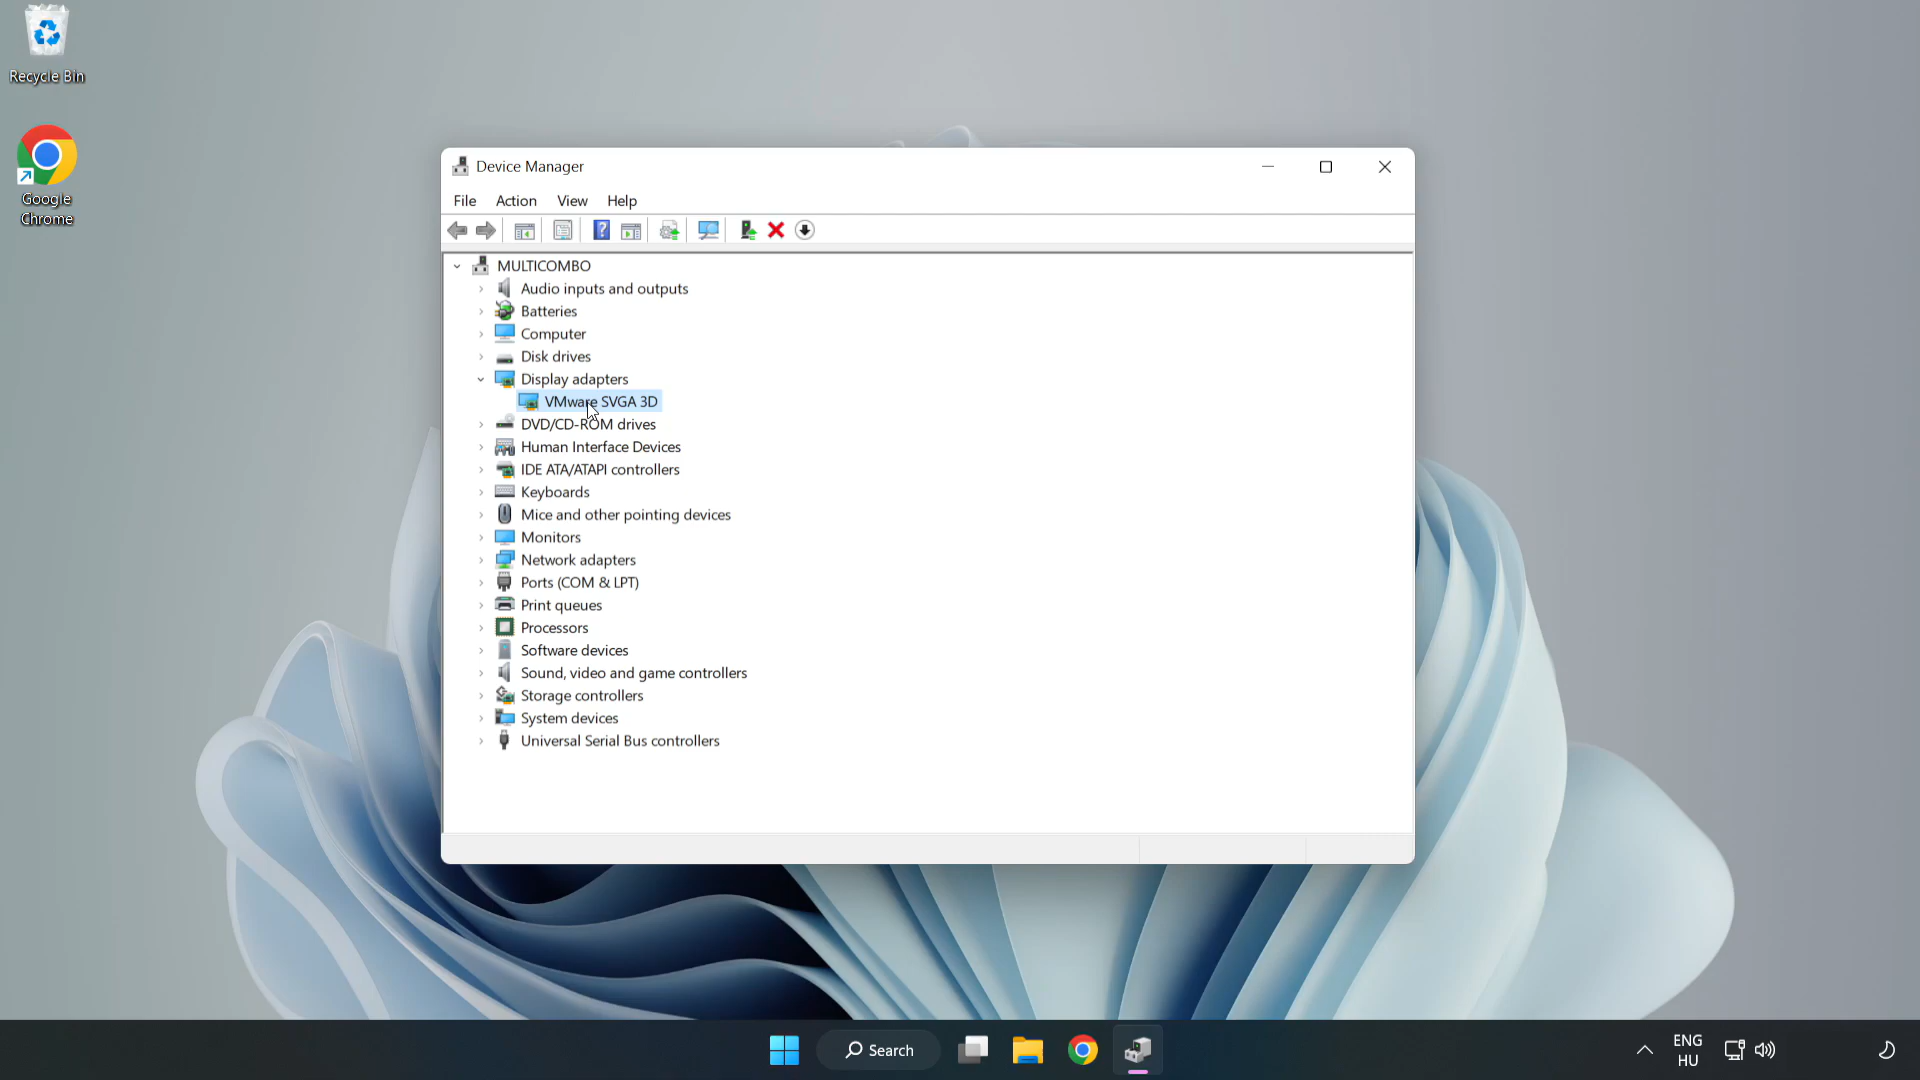 Recycle Bin
Google
Chrome
Device Manager
File Action View Help
MULTICOMBO
Audio inputs and outputs
Batteries
Computer
Disk drives
Display adapters
VMware SVGA 3D
DVD/CD-ROM drives
Human Interface Devices
IDE ATA/ATAPI controllers
Keyboards
Mice and other pointing devices
Monitors
Network adapters
Ports (COM & LPT)
Print queues
Processors
Software devices
Sound, video and game controllers
Storage controllers
System devices
Universal Serial Bus controllers
Search
ENG
HU